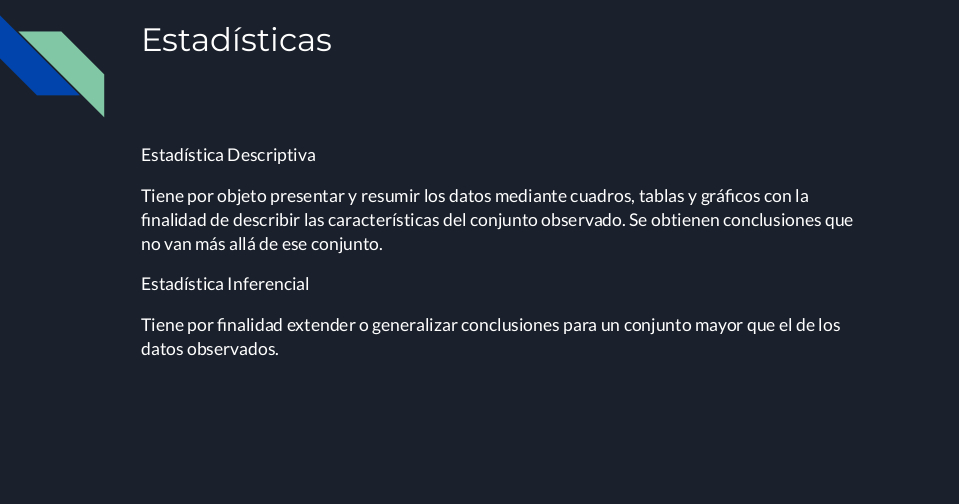 Estadísticas
Estadística Descriptiva
Tiene por objeto presentar y resumir los datos mediante cuadros, tablas y gráficos con la
finalidad de describir las características del conjunto observado. Se obtienen conclusiones que
no van más allá de ese conjunto.
Estadística Inferencial
Tiene por finalidad extender o generalizar conclusiones para un conjunto mayor que el de los
datos observados.